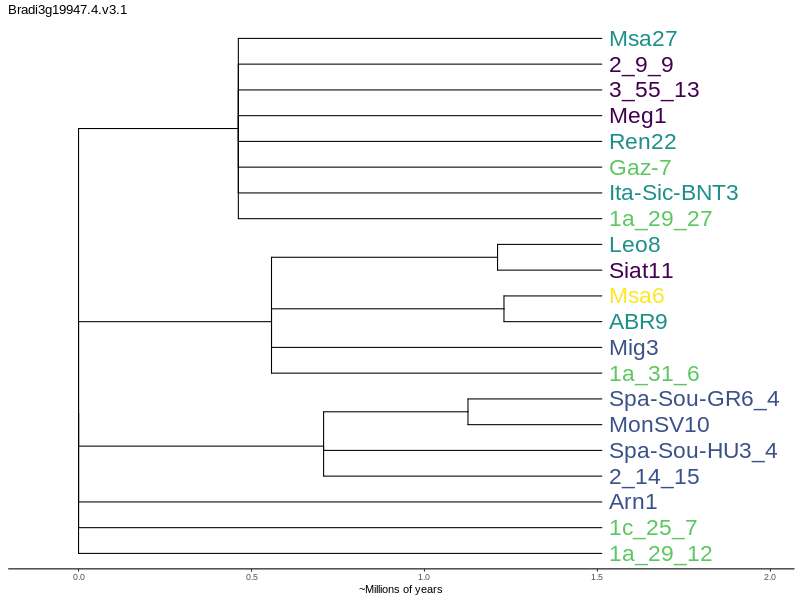 Bradi3g19947.4.v3.1
Msa27
2_9_9
3_55_13
Meg1
Ren22
Gaz-7
Ita-Sic-BNT3
1a_29_27
Leo8
Siat11
Msa6
ABR9
Mig3
1a_31_6
Spa-Sou-GR6_4
MonSV10
Spa-Sou-HU3_4
2_14_15
Arn1
1c_25_7
1a_29_12
0.0 0.5 1.0 1.5 2.0
~Millions of years